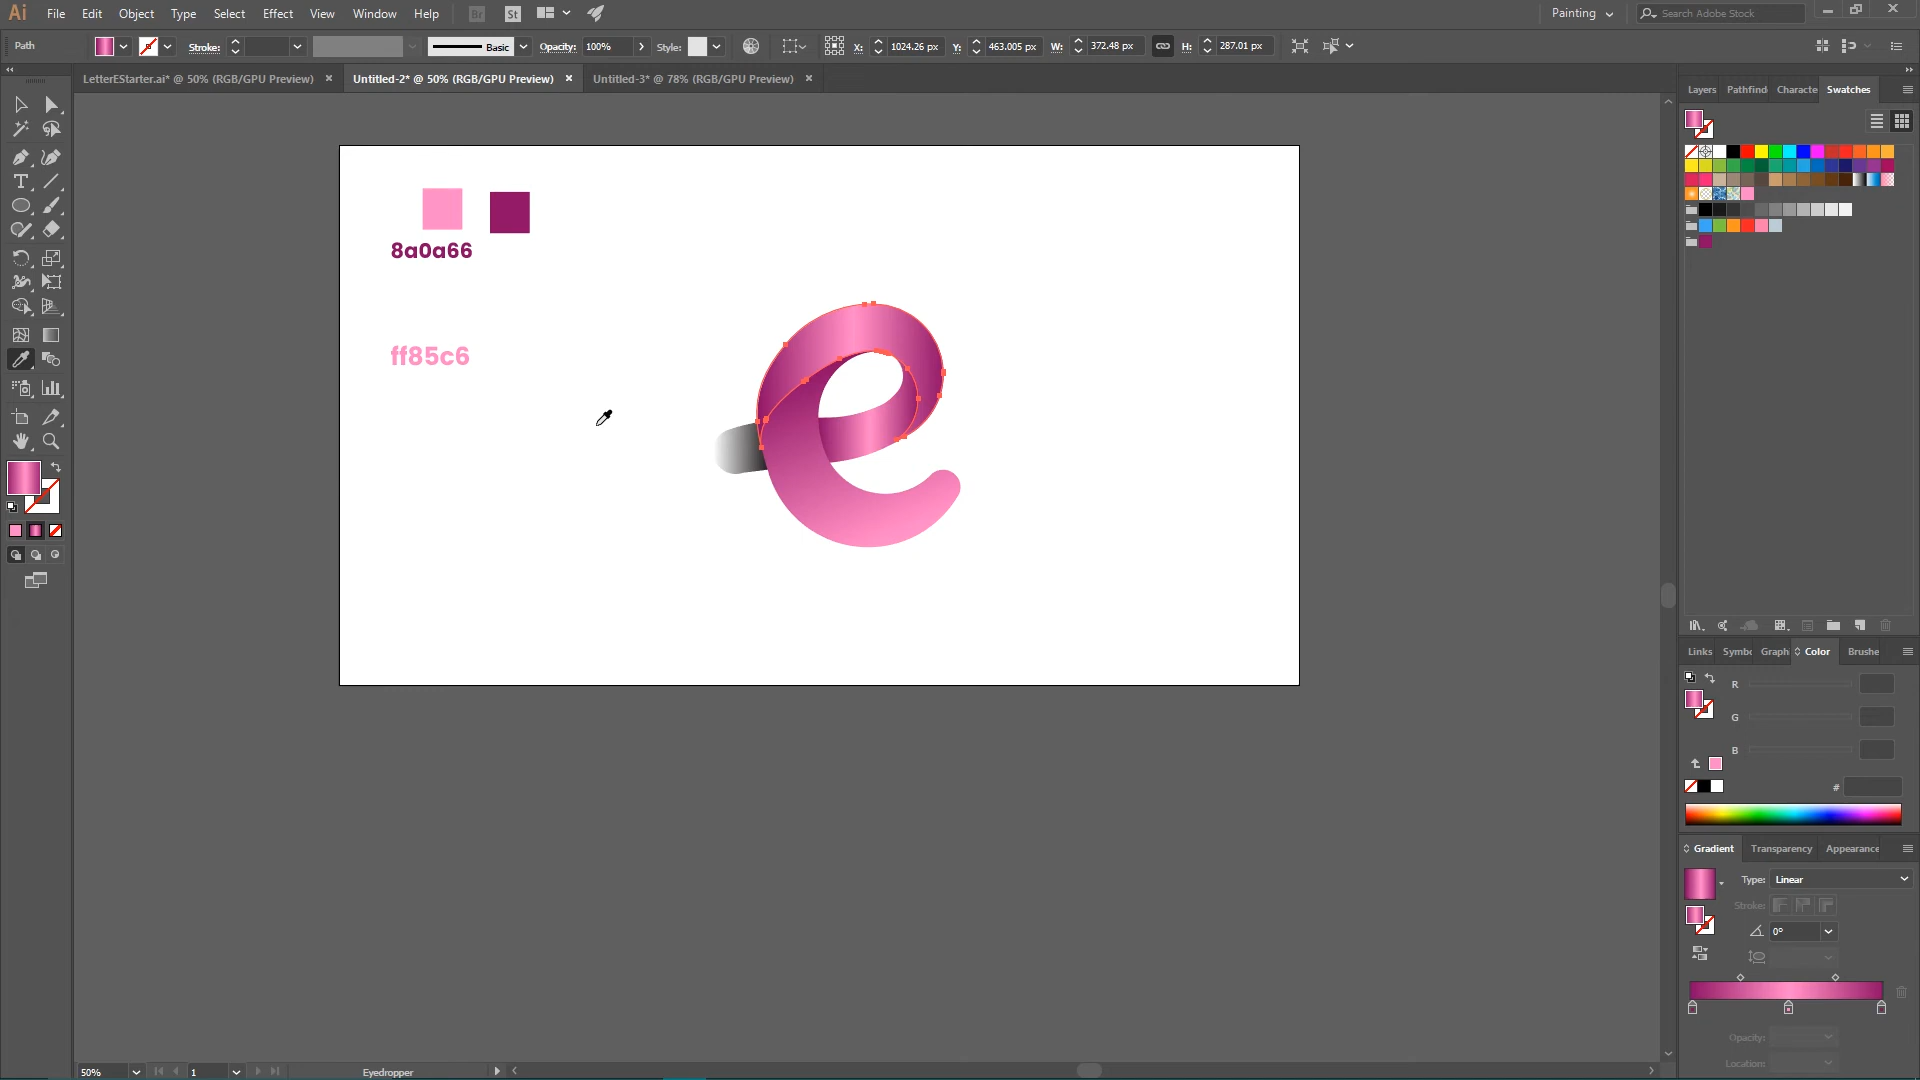 Ai File Edit Object Type Select Effect View Window Help Br St Painting Search Adobe Stock
Path Stroke: Basic Opacity: 100% Style: X: 1024.26 px Y: 463.005 px W: 372.48 px H: 287.01 px
LetterEStarter.ai* @ 50% (RGB/GPU Preview) × Untitled-2* @ 50% (RGB/GPU Preview) × Untitled-3* @ 78% (RGB/GPU Preview) ×
Layers Pathfind Characte Swatches
8a0a66
ff85c6
e
Links Symbo Graph Color Brushe
R
G
B
#
Gradient Transparency Appearance
Type: Linear
Stroke:
0°
Opacity:
Location:
50% 1 Eyedropper